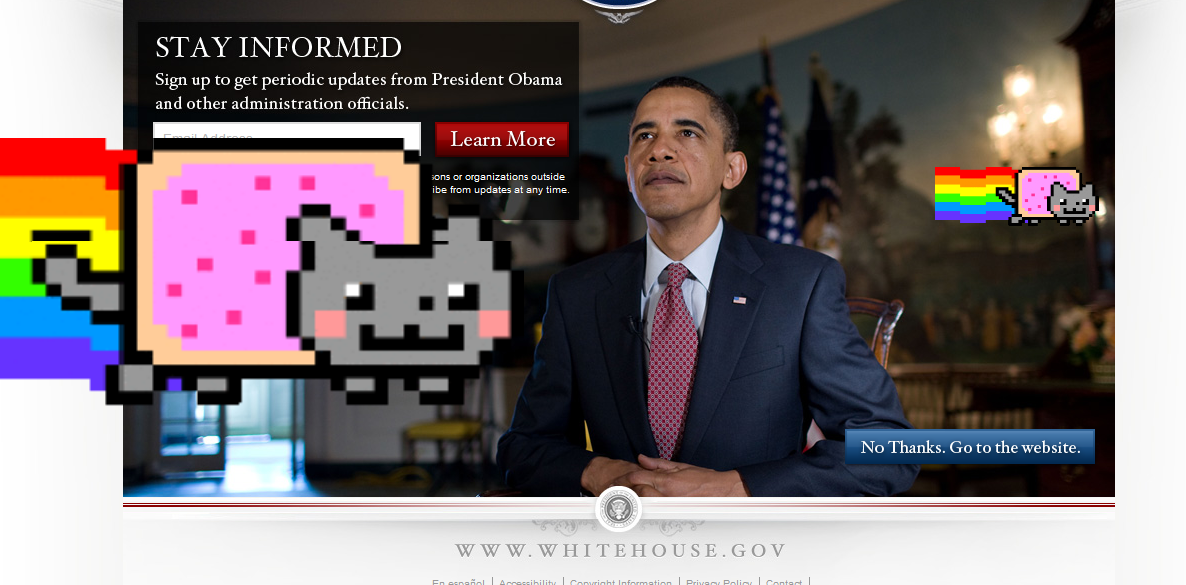 STAY INFORMED
Sign up to get periodic updates from President Obama
and other administration officials.
Email Address
Learn More
sons or organizations outside
ibe from updates at any time.
No Thanks. Go to the website.
WWW.WHITEHOUSE.GOV
En español | Accessibility | Copyright Information | Privacy Policy | Contact |